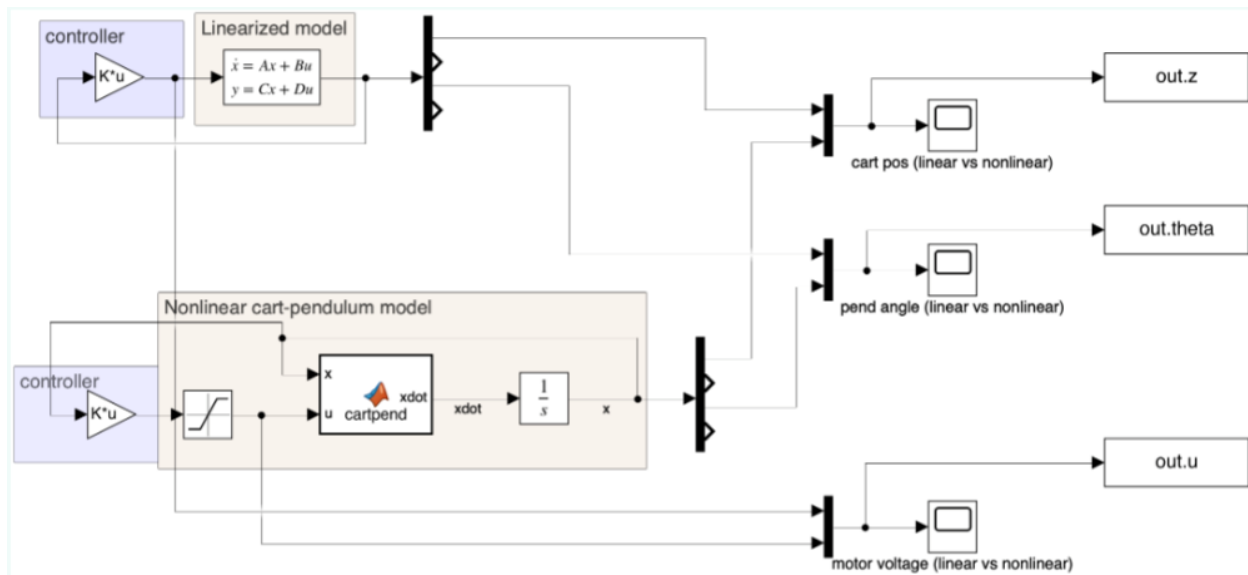 controller
Linearized model
K*u
ẋ = Ax + Bu
y = Cx + Du
out.z
cart pos (linear vs nonlinear)
out.theta
pend angle (linear vs nonlinear)
Nonlinear cart-pendulum model
controller
K*u
x
u
xdot
cartpend
xdot
1
s
x
out.u
motor voltage (linear vs nonlinear)